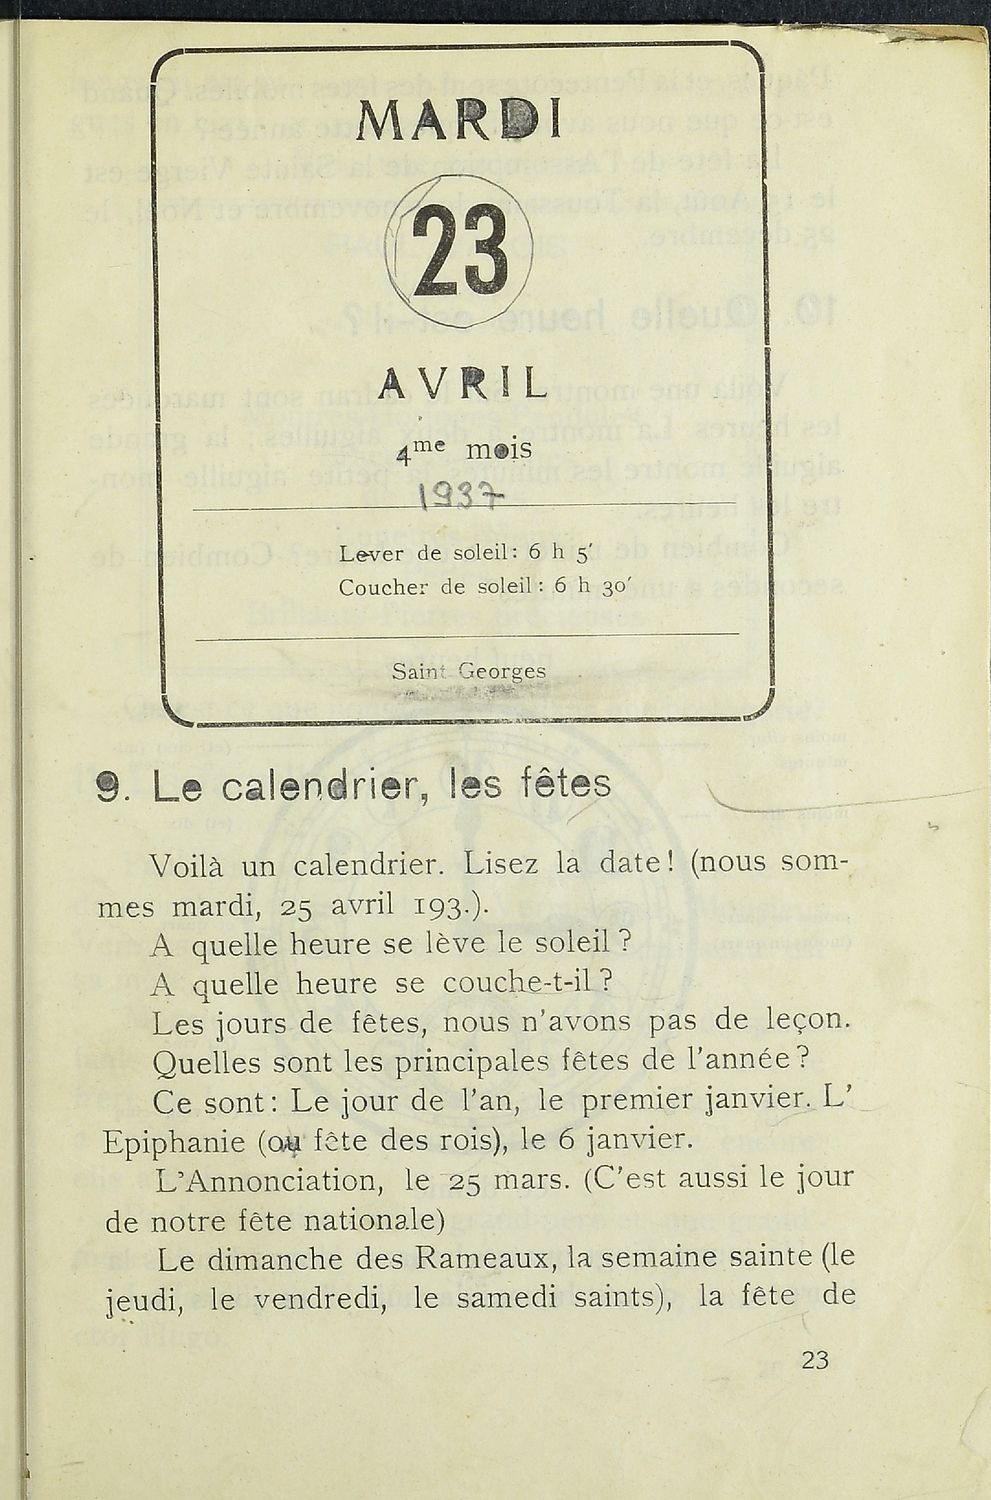 MARDI
23
AVRIL
4me mois
1937
Lever de soleil: 6 h 5′
Coucher de soleil: 6 h 30′
Saint Georges
9. Le calendrier, les fêtes
Voilà un calendrier. Lisez la date! (nous som-
mes mardi, 25 avril 193.).
A quelle heure se lève le soleil?
A quelle heure se couche-t-il?
Les jours de fêtes, nous n'avons pas de leçon.
Quelles sont les principales fêtes de l'année?
Ce sont: Le jour de l'an, le premier janvier. L'
Epiphanie (ou fête des rois), le 6 janvier.
L'Annonciation, le 25 mars. (C'est aussi le jour
de notre fête nationale)
Le dimanche des Rameaux, la semaine sainte (le
jeudi, le vendredi, le samedi saints), la fête de
23